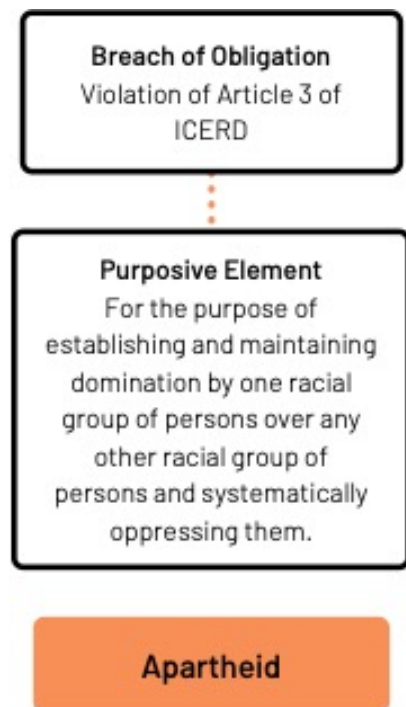 Breach of Obligation
Violation of Article 3 of
ICERD
Purposive Element
For the purpose of
establishing and maintaining
domination by one racial
group of persons over any
other racial group of
persons and systematically
oppressing them.
Apartheid